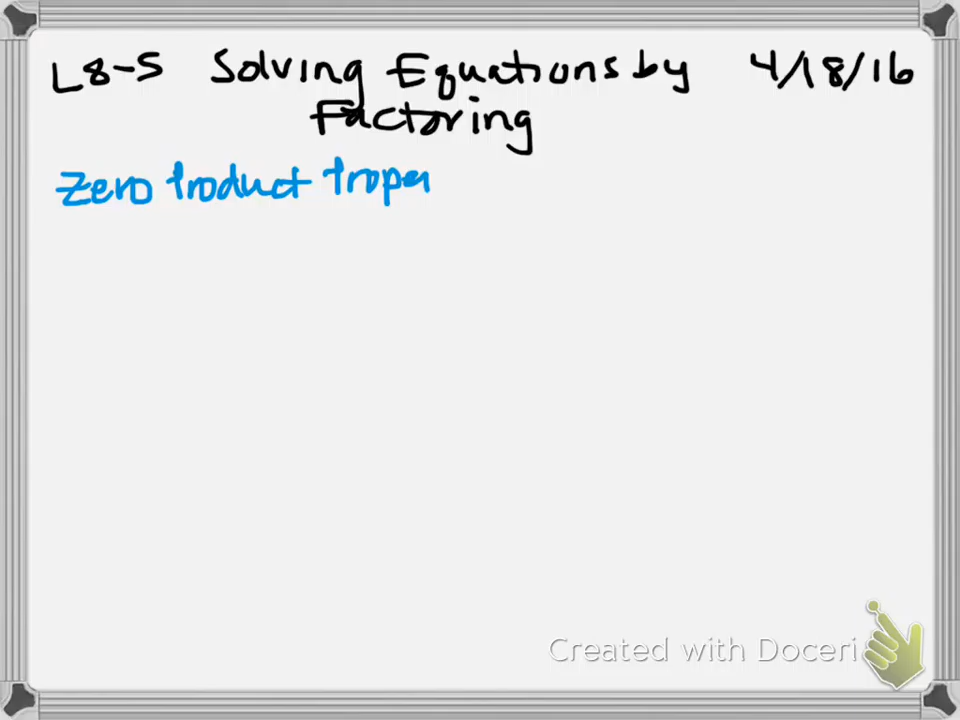 L8-5 Solving Equations by 4/18/16
Factoring
Zero Product Proper
Created with Doceri